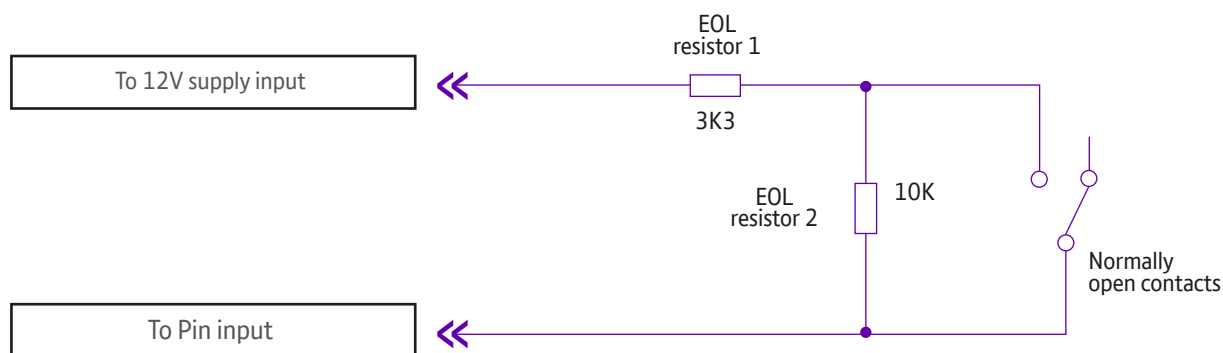 EOL
resistor 1
To 12V supply input
3K3
EOL
resistor 2
10K
Normally
open contacts
To Pin input